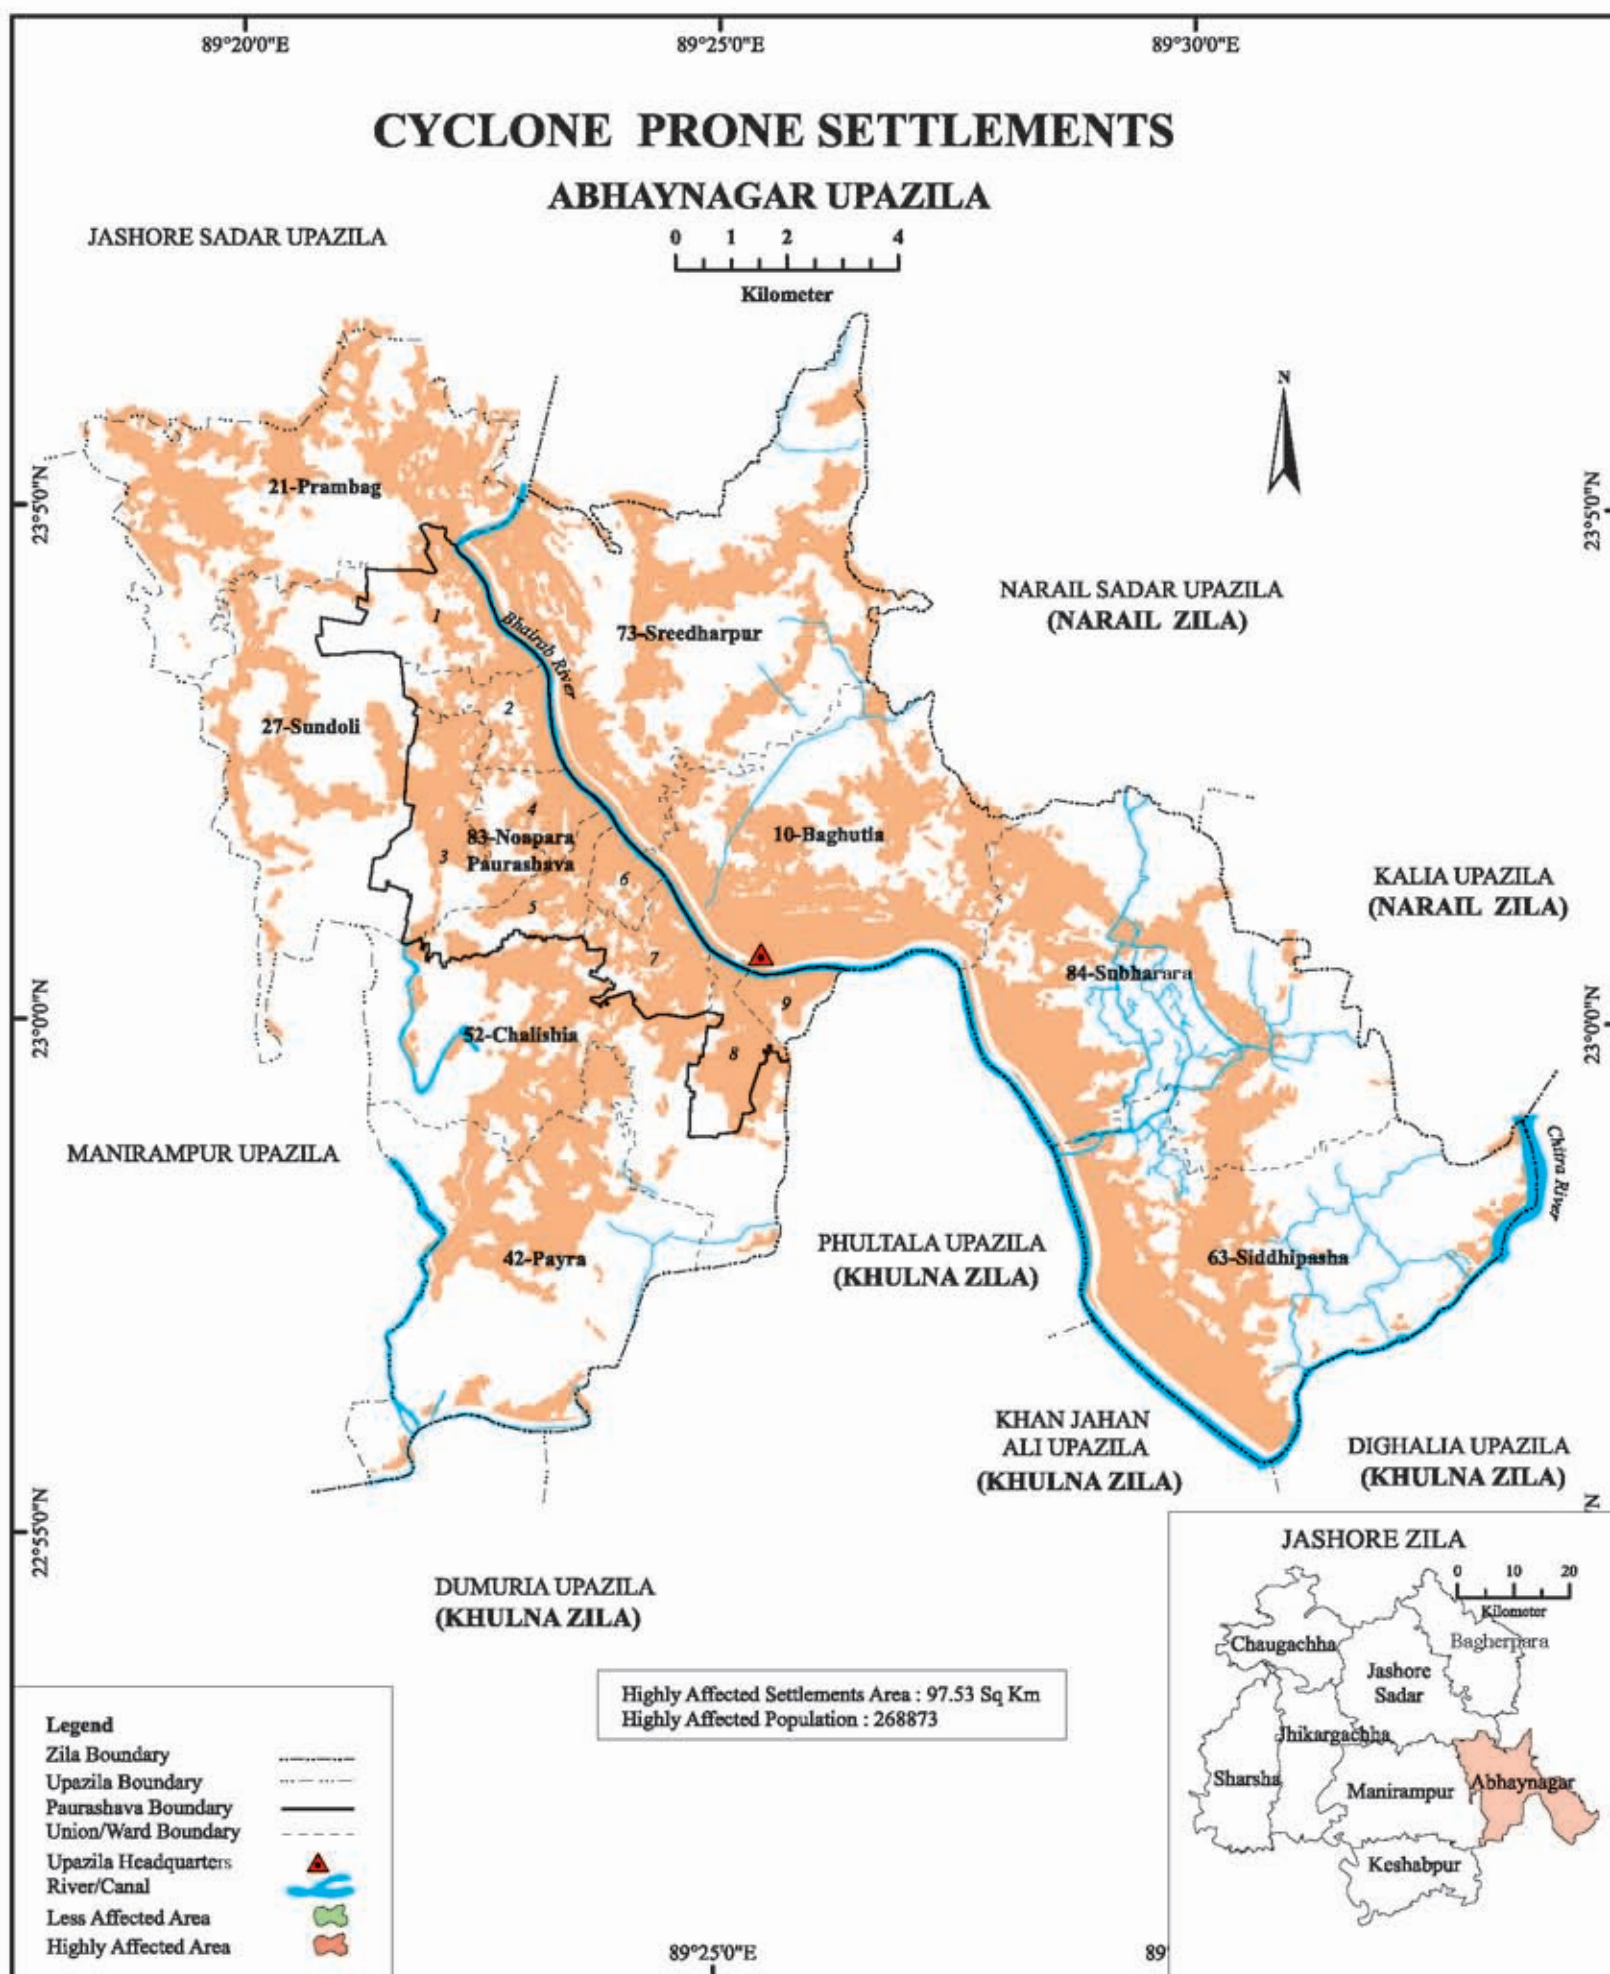 89°20'0"E
89°25'0"E
89°30'0"E
CYCLONE PRONE SETTLEMENTS
ABHAYNAGAR UPAZILA
JASHORE SADAR UPAZILA
0 1 2 4
Kilometer
N
23°5'0"N
23°5'0"N
21-Prambag
NARAIL SADAR UPAZILA
(NARAIL ZILA)
1
Bhairub River
73-Sreedharpur
2
27-Sundoli
4
83-Noapara
Paurashava
3
10-Baghutia
6
5
KALIA UPAZILA
(NARAIL ZILA)
7
84-Subharara
9
23°0'0"N
23°0'0"N
52-Chalishia
8
MANIRAMPUR UPAZILA
Chitra River
42-Payra
PHULTALA UPAZILA
(KHULNA ZILA)
63-Siddhipasha
KHAN JAHAN
ALI UPAZILA
(KHULNA ZILA)
DIGHALIA UPAZILA
(KHULNA ZILA)
22°55'0"N
N
DUMURIA UPAZILA
(KHULNA ZILA)
JASHORE ZILA
0 10 20
Kilometer
Chaugachha
Bagherpara
Jashore
Sadar
Jhikargachha
Sharsha
Manirampur
Abhaynagar
Keshabpur
Highly Affected Settlements Area : 97.53 Sq Km
Highly Affected Population : 268873
Legend
Zila Boundary
Upazila Boundary
Paurashava Boundary
Union/Ward Boundary
Upazila Headquarters
River/Canal
Less Affected Area
Highly Affected Area
89°25'0"E
89°